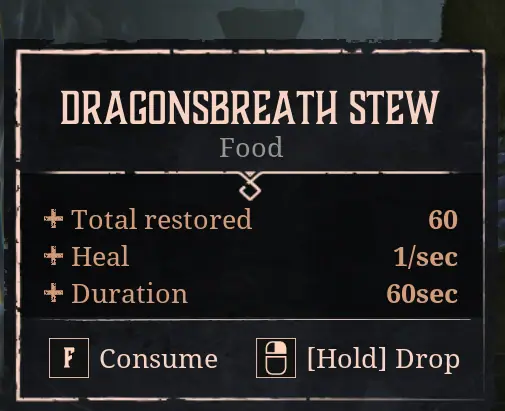 DRAGONSBREATH STEW
Food
Total restored 60
Heal 1/sec
Duration 60sec
F Consume [Hold] Drop